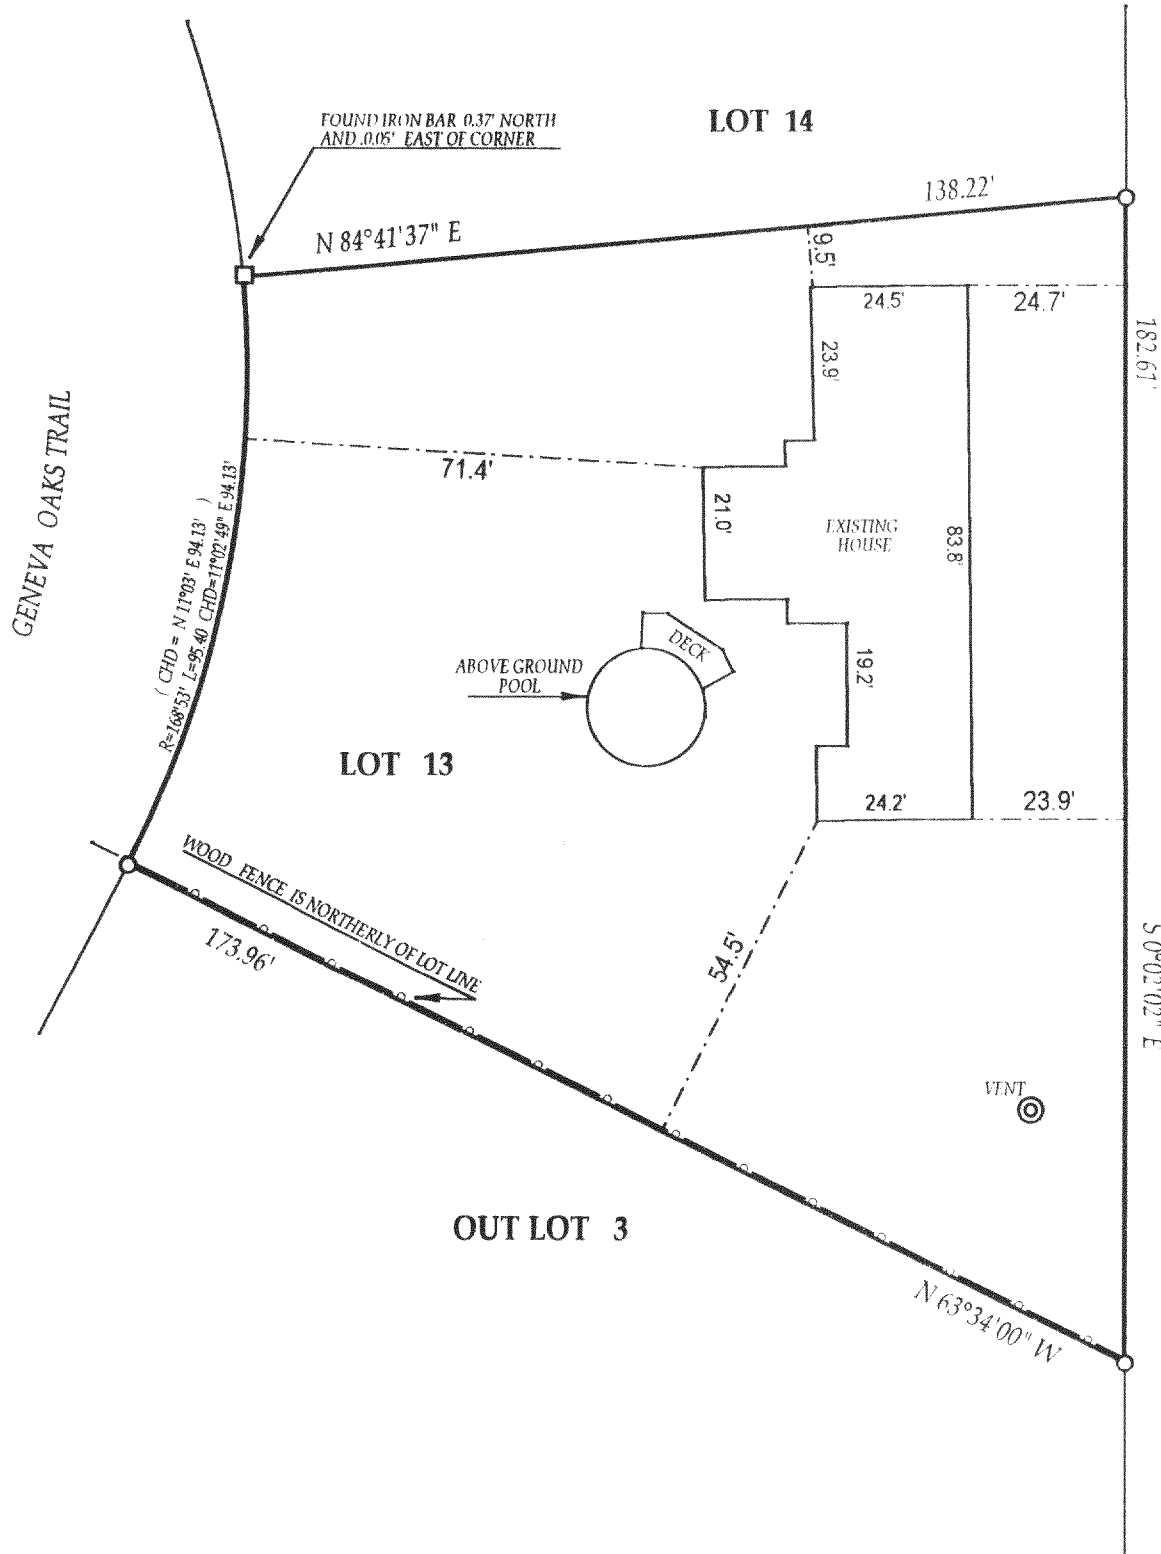 FOUND IRON BAR 0.37' NORTH
AND .0.05' EAST OF CORNER
LOT 14
138.22'
N 84°41'37" E
9.5'
24.5'
24.7'
182.61'
23.9'
GENEVA OAKS TRAIL
71.4'
21.0'
EXISTING
HOUSE
83.8'
( CHD = N 11°03' E 94.13' )
R=168'53' L=95.40 CHD=11°02'49" E 94.13'
DECK
ABOVE GROUND
POOL
19.2'
LOT 13
24.2'
23.9'
WOOD FENCE IS NORTHERLY OF LOT LINE
173.96'
54.5'
S 0°02'02" E
VENT
OUT LOT 3
N 63°34'00" W